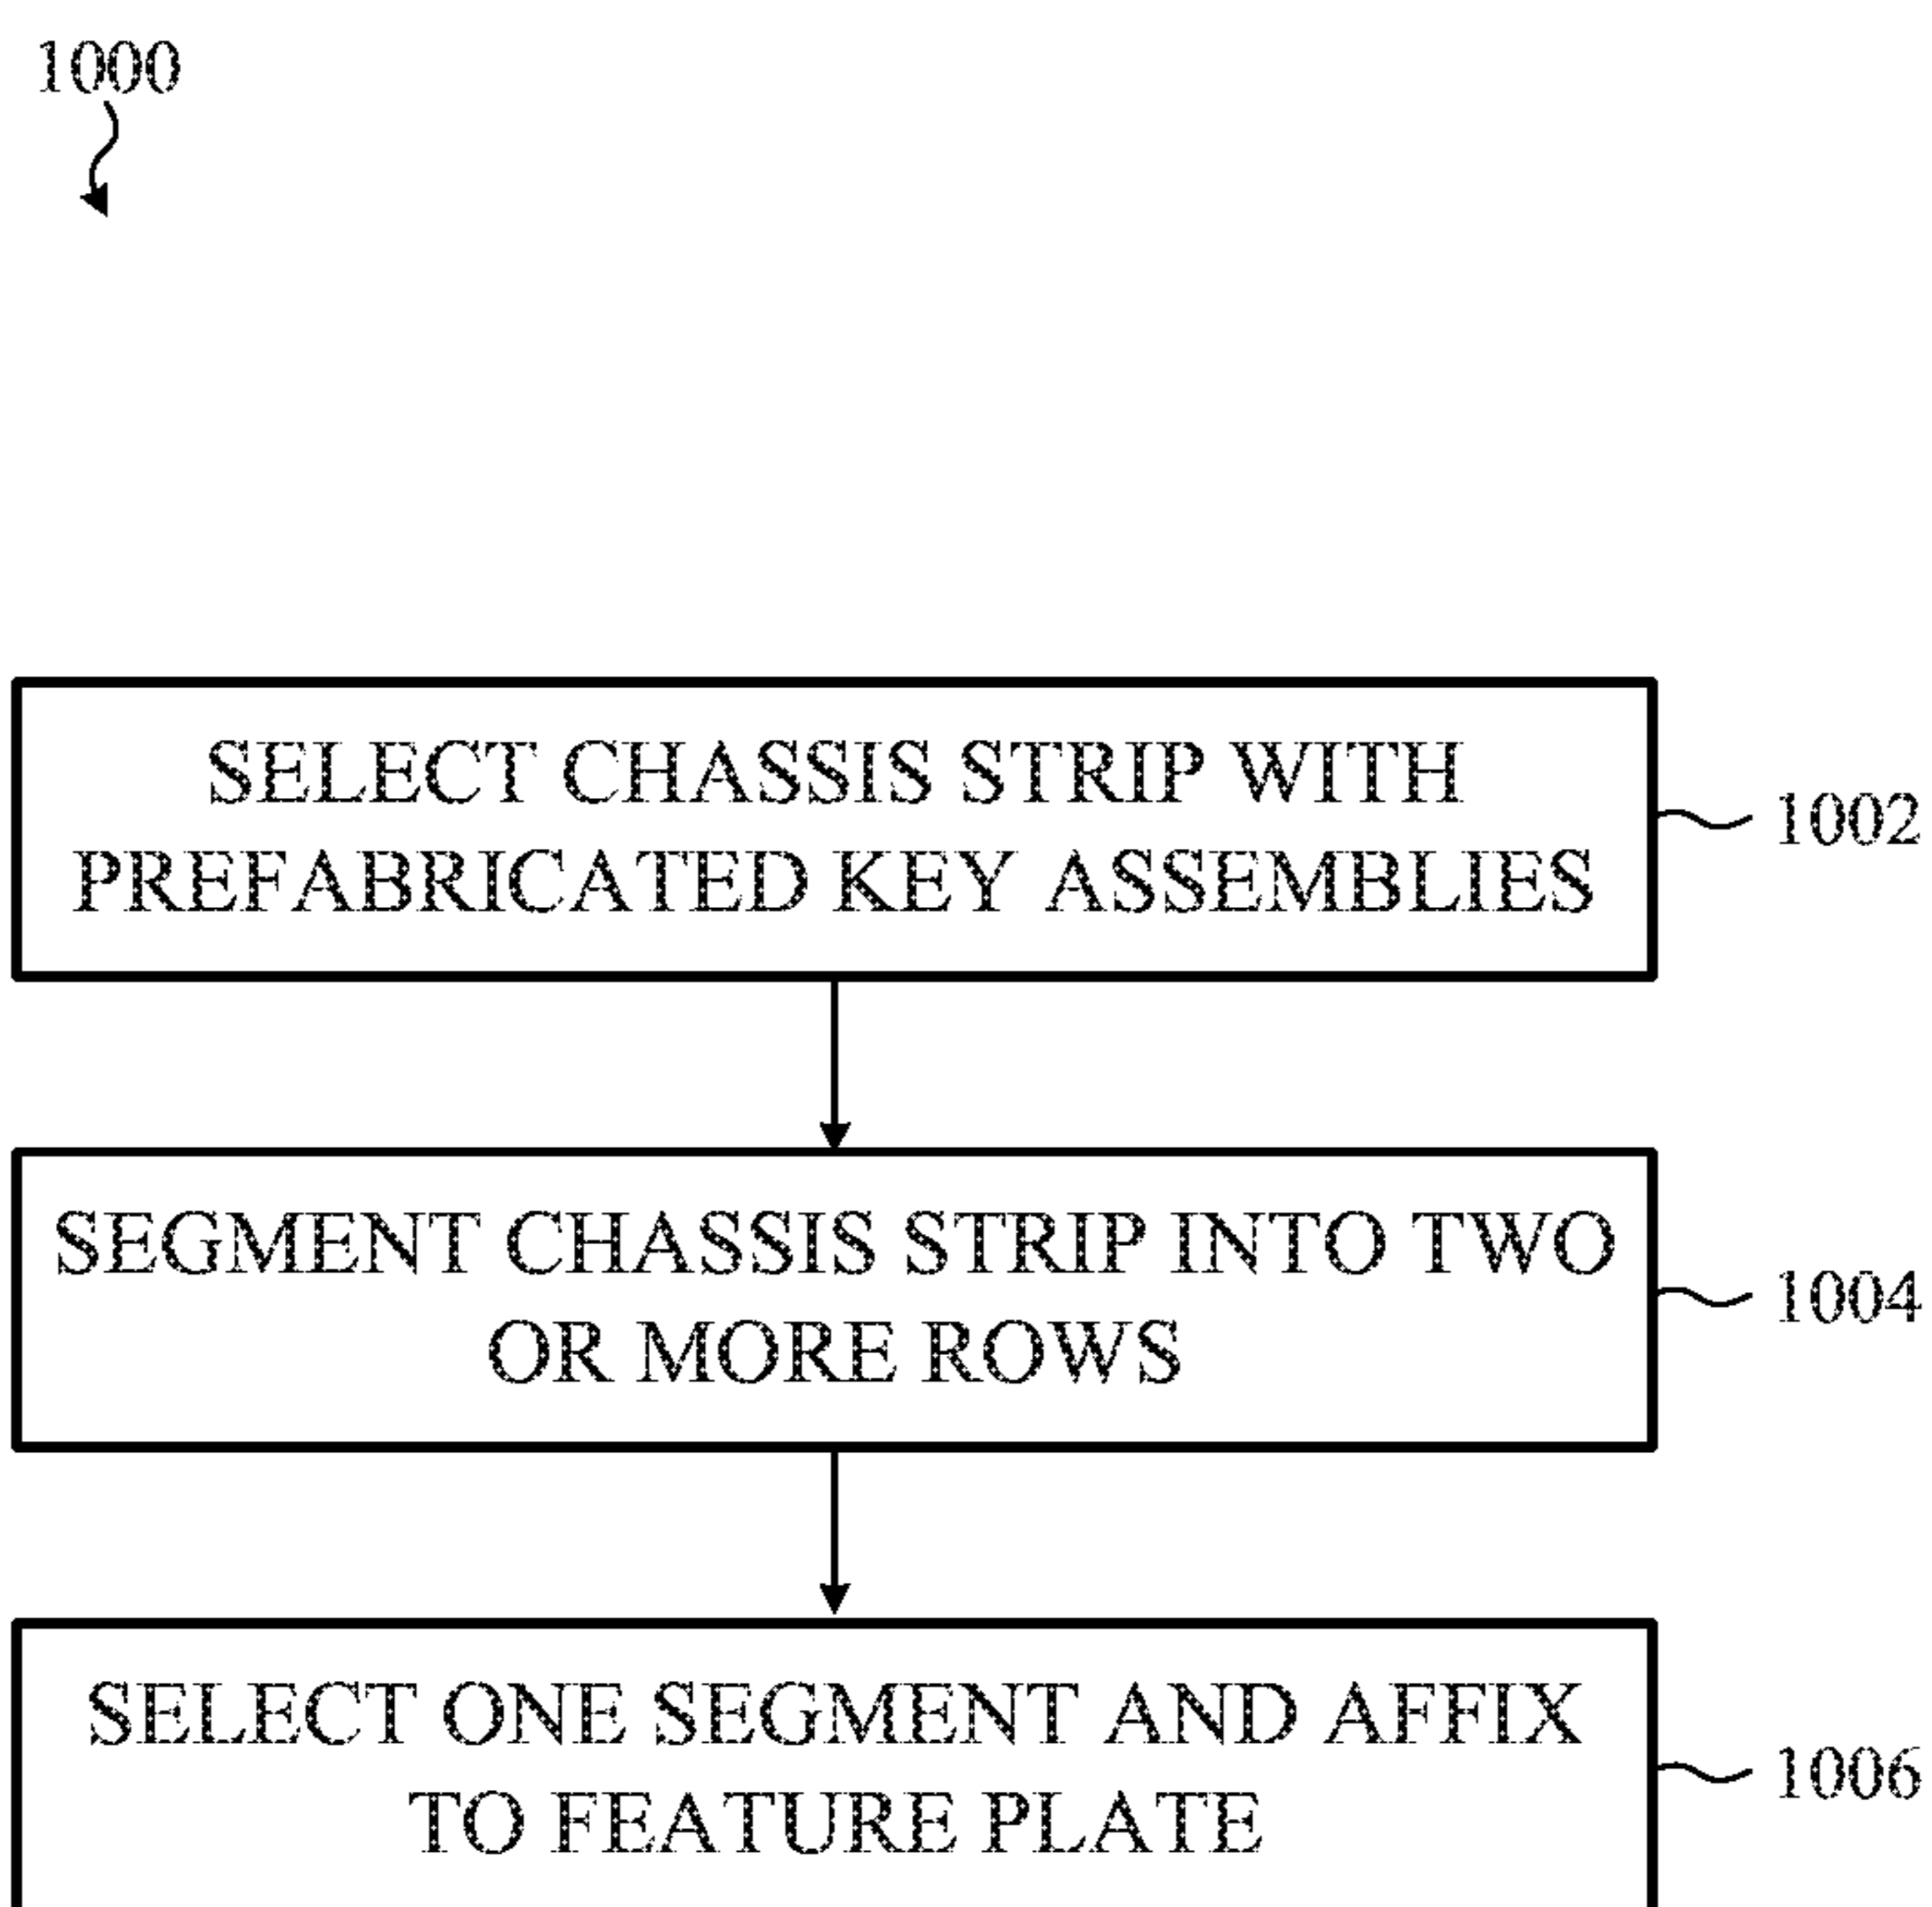 1000
SELECT CHASSIS STRIP WITH
PREFABRICATED KEY ASSEMBLIES
1002
SEGMENT CHASSIS STRIP INTO TWO
OR MORE ROWS
1004
SELECT ONE SEGMENT AND AFFIX
TO FEATURE PLATE
1006